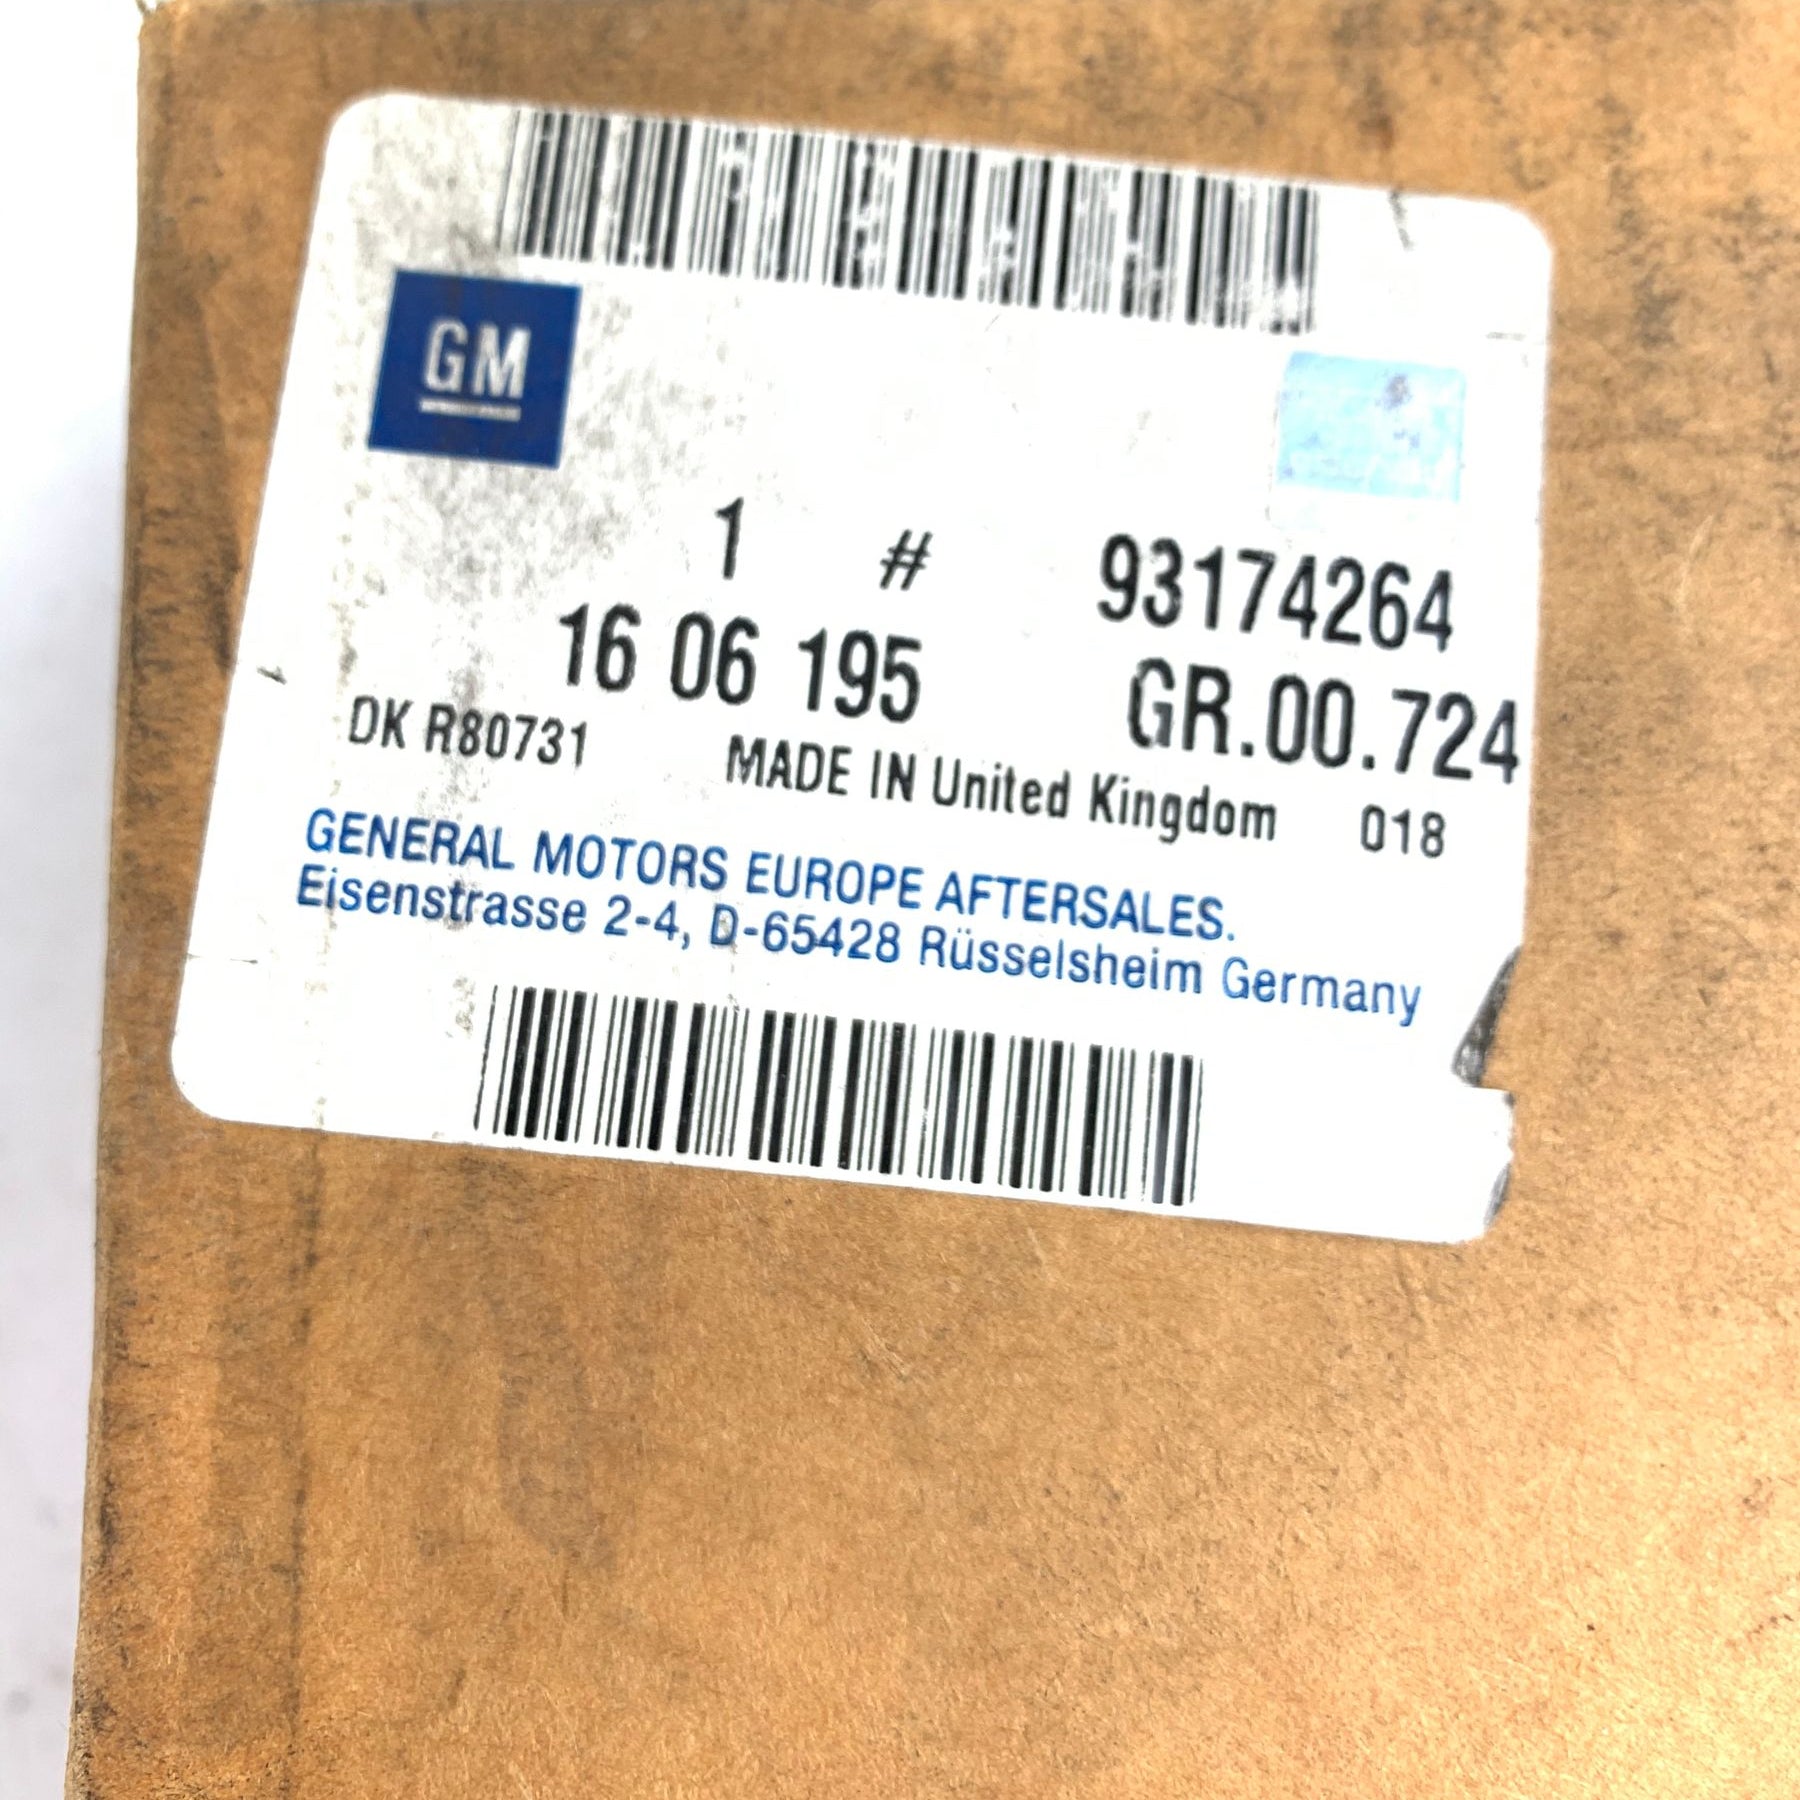 GM
1 # 93174264
16 06 195 GR.00.724
DK R80731 MADE IN United Kingdom 018
GENERAL MOTORS EUROPE AFTERSALES.
Eisenstrasse 2-4, D-65428 Rüsselsheim Germany